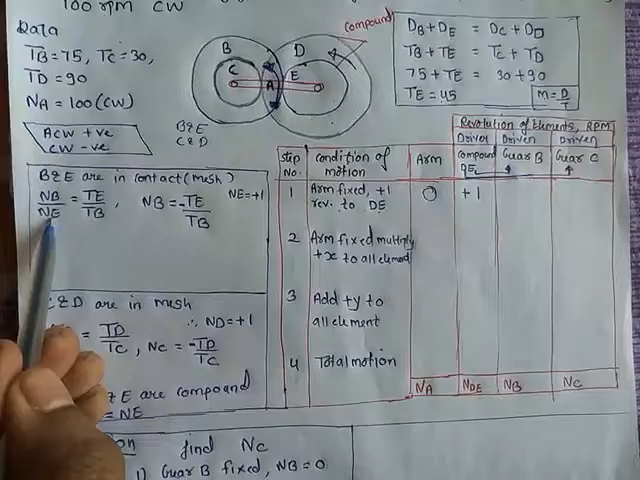 100 rpm CW
Data
TB = 75, TC = 30,
TD = 90
NA = 100 (CW)
ACW +ve
CW -ve
B&E
C&D
B
D
C
A
E
compound
DB + DE = DC + DD
TB + TE = TC + TD
75 + TE = 30 + 90
TE = 45
m = D/T
B&E are in contact (mesh)
NB/NE = TE/TB , NB = -TE/TB
NE = +1
C&D are in mesh
= TD/TC , NC = -TD/TC
∴ ND = +1
E are compound
= NE
Revolution of Elements, RPM
Step No.
Condition of motion
Arm
Driver compound
Driven Guar B
Driven Guar C
1
Arm fixed, +1 rev. to DE
0
+1
2
Arm fixed multiply +x to all element
3
Add +y to all element
4
Total motion
NA
NDE
NB
NC
find NC
1) Guar B fixed, NB = 0